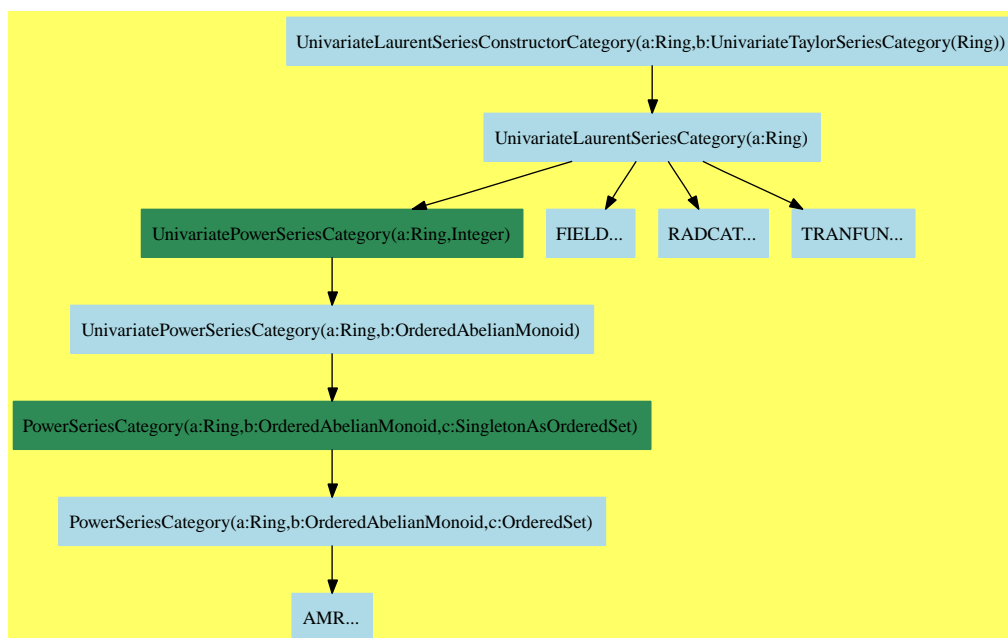 UnivariateLaurentSeriesConstructorCategory(a:Ring,b:UnivariateTaylorSeriesCategory(Ring))
UnivariateLaurentSeriesCategory(a:Ring)
UnivariatePowerSeriesCategory(a:Ring,Integer)
FIELD...
RADCAT...
TRANFUN...
UnivariatePowerSeriesCategory(a:Ring,b:OrderedAbelianMonoid)
PowerSeriesCategory(a:Ring,b:OrderedAbelianMonoid,c:SingletonAsOrderedSet)
PowerSeriesCategory(a:Ring,b:OrderedAbelianMonoid,c:OrderedSet)
AMR...